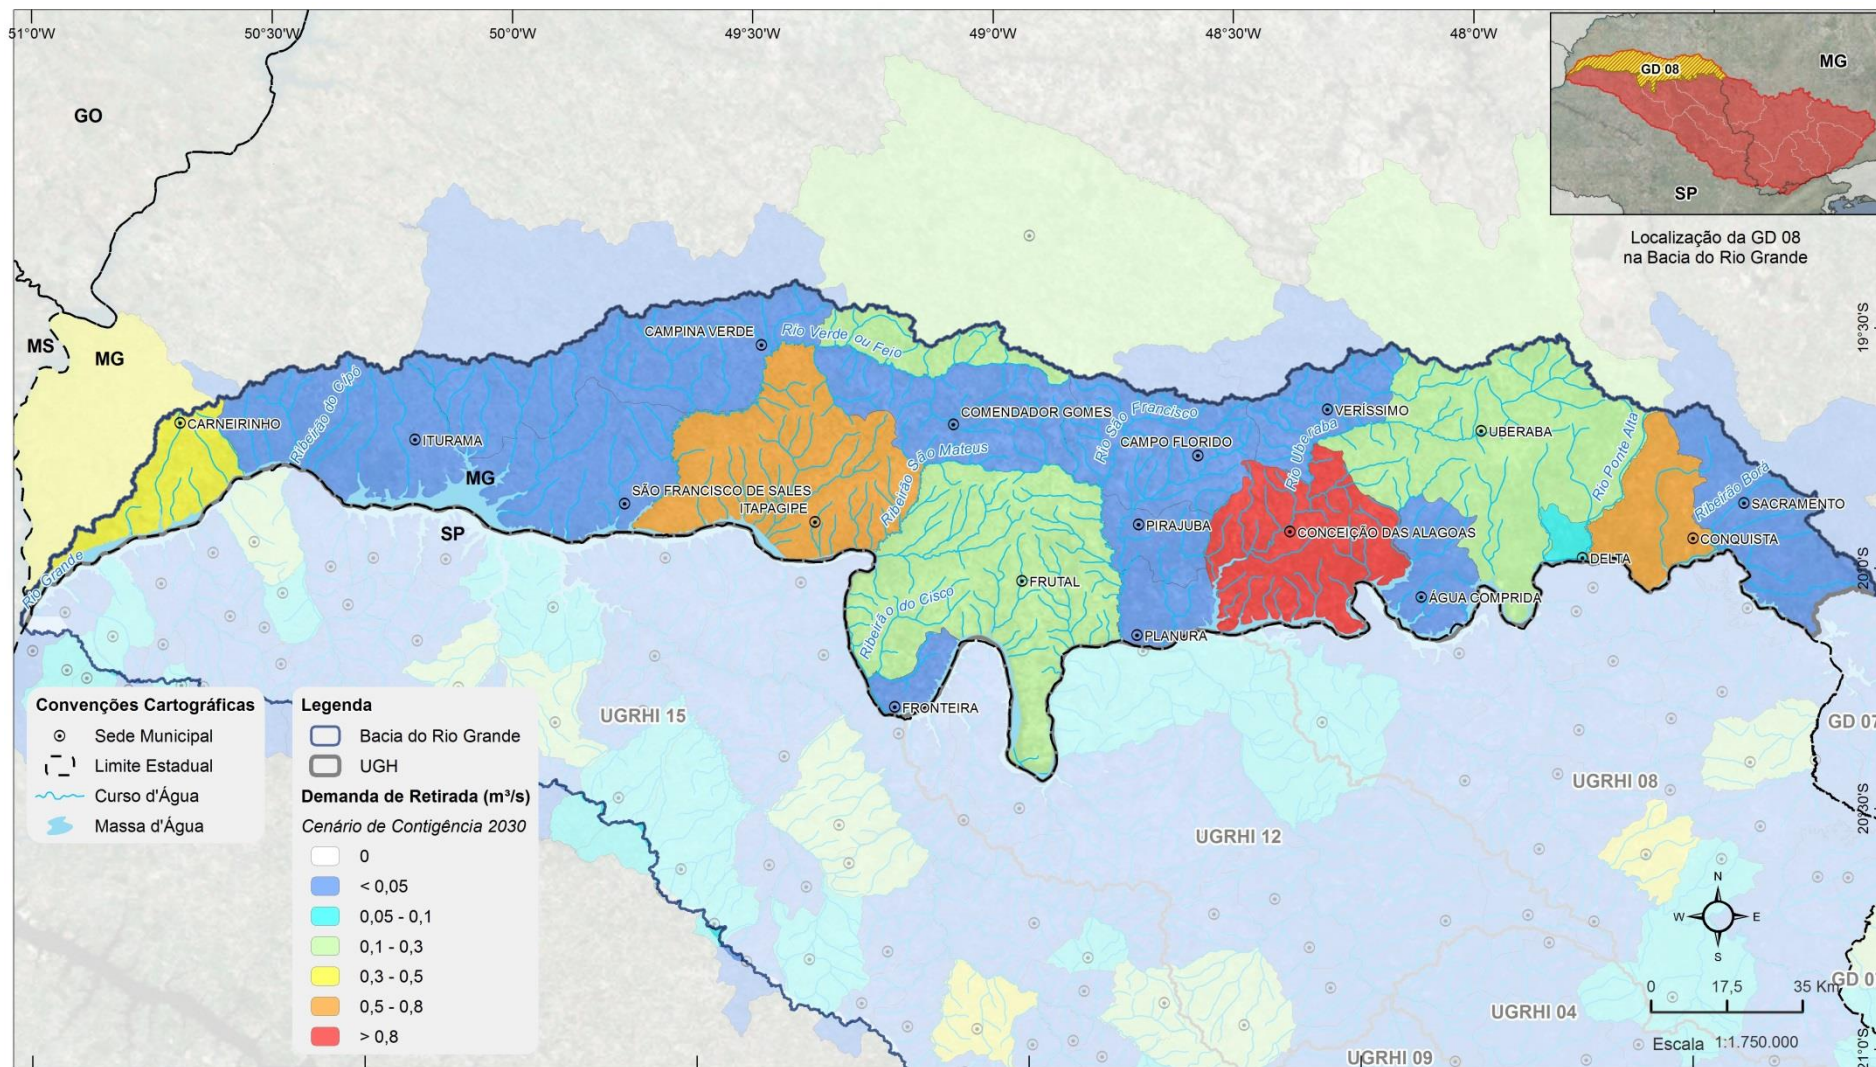 51°0'W
50°30'W
50°0'W
49°30'W
49°0'W
48°30'W
48°0'W
GD 08
MG
SP
Localização da GD 08
na Bacia do Rio Grande
GO
MS
MG
19°30'S
CAMPINA VERDE
Rio Verde ou Feio
Ribeirão do Cipó
CARNEIRINHO
ITURAMA
COMENDADOR GOMES
Rio São Francisco
VERÍSSIMO
CAMPO FLORIDO
Rio Uberaba
UBERABA
Rio Ponte Alta
Ribeirão São Mateus
MG
SÃO FRANCISCO DE SALES
ITAPAGIPE
Ribeirão Borá
SACRAMENTO
SP
PIRAJUBA
CONCEIÇÃO DAS ALAGOAS
CONQUISTA
DELTA
Rio Grande
FRUTAL
ÁGUA COMPRIDA
20°0'S
Ribeirão do Cisco
PLANURA
FRONTEIRA
UGRHI 15
GD 07
UGRHI 08
UGRHI 12
20°30'S
Convenções Cartográficas
Sede Municipal
Limite Estadual
Curso d'Água
Massa d'Água
Legenda
Bacia do Rio Grande
UGH
Demanda de Retirada (m³/s)
Cenário de Contigência 2030
0
< 0,05
0,05 - 0,1
0,1 - 0,3
0,3 - 0,5
0,5 - 0,8
> 0,8
N
W
E
S
GD 0
0
17,5
35 Km
UGRHI 04
Escala 1:1.750.000
UGRHI 09
21°0'S